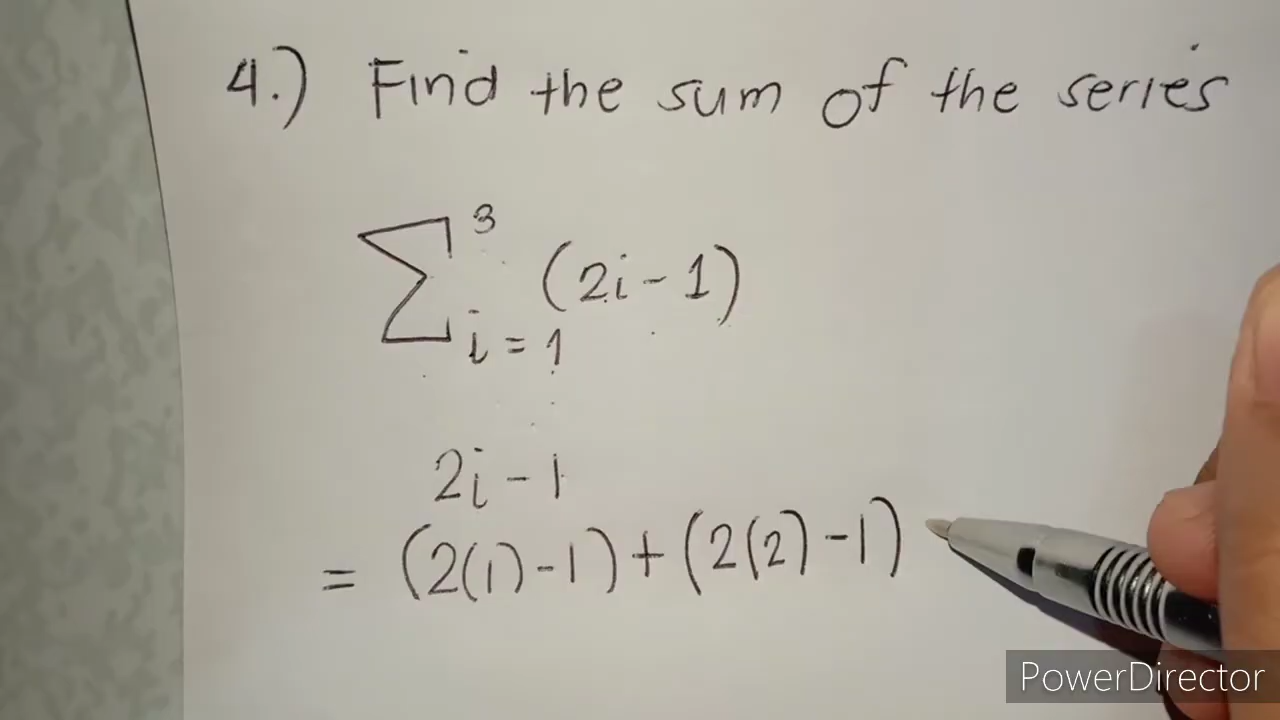 4.) Find the sum of the series
∑ 3 i = 1 (2i - 1)
2i - 1
= (2(1) - 1) + (2(2) - 1)
PowerDirector